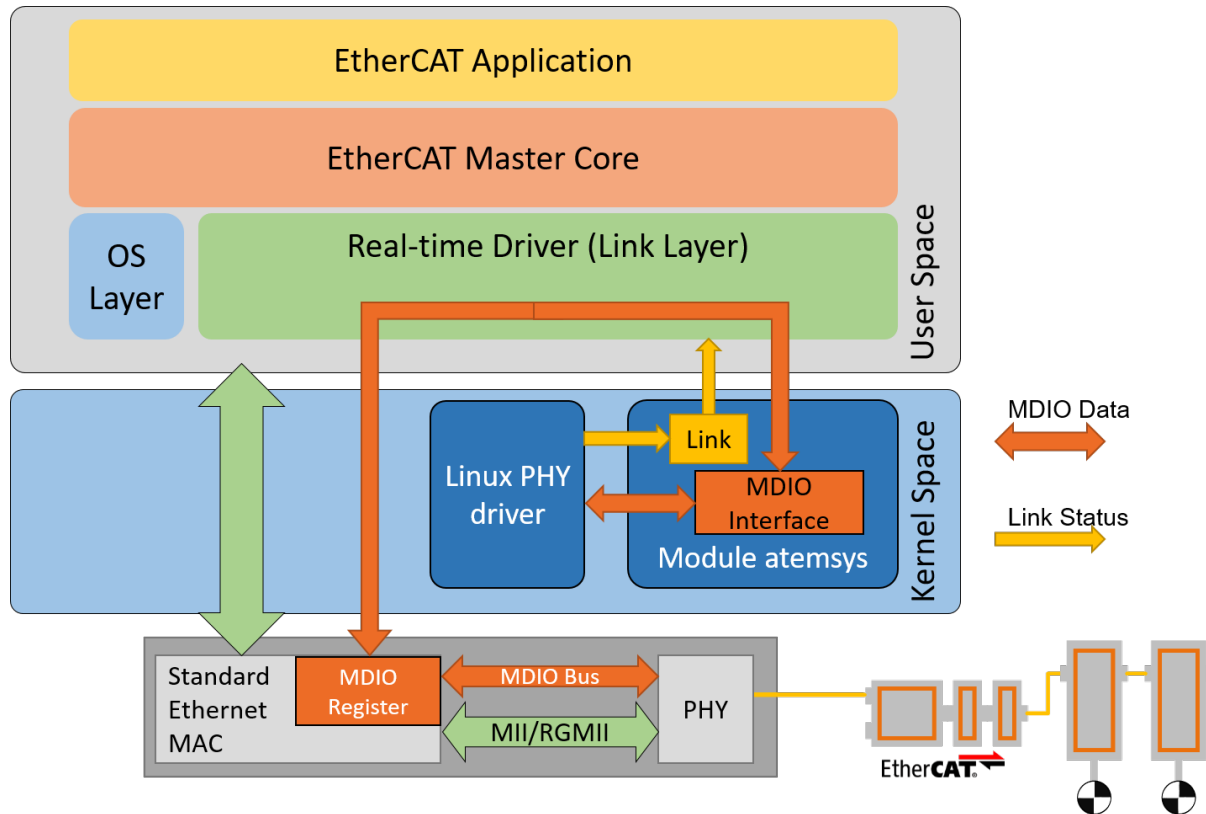 EtherCAT Application
EtherCAT Master Core
OS
Layer
Real-time Driver (Link Layer)
User Space
Linux PHY
driver
Link
MDIO
Interface
Module atemsys
Kernel Space
MDIO Data
Link Status
Standard
Ethernet
MAC
MDIO
Register
MDIO Bus
MII/RGMII
PHY
EtherCAT®